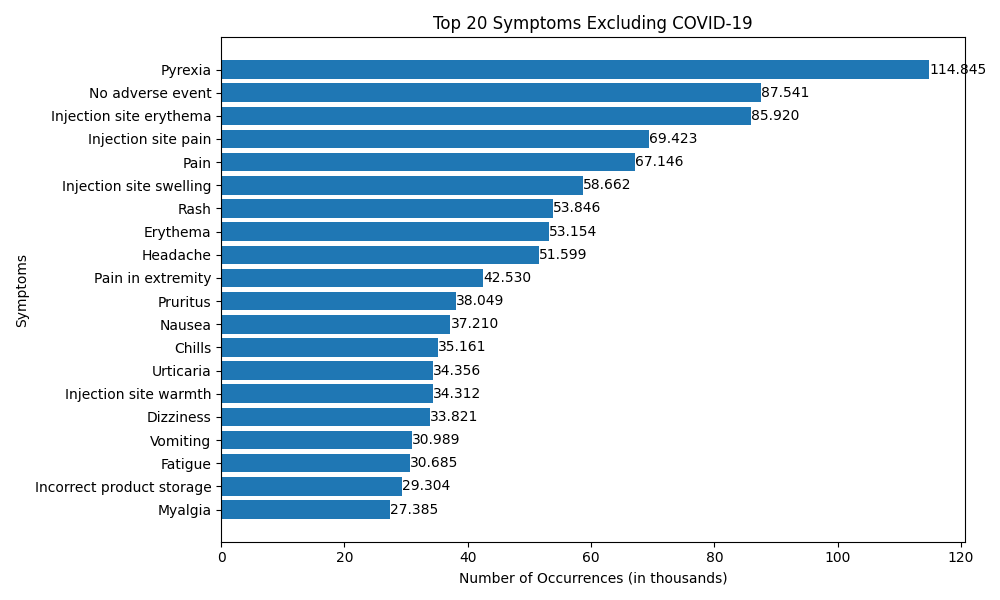 Top 20 Symptoms Excluding COVID-19
Symptoms
Pyrexia 114.845
No adverse event 87.541
Injection site erythema 85.920
Injection site pain 69.423
Pain 67.146
Injection site swelling 58.662
Rash 53.846
Erythema 53.154
Headache 51.599
Pain in extremity 42.530
Pruritus 38.049
Nausea 37.210
Chills 35.161
Urticaria 34.356
Injection site warmth 34.312
Dizziness 33.821
Vomiting 30.989
Fatigue 30.685
Incorrect product storage 29.304
Myalgia 27.385
0 20 40 60 80 100 120
Number of Occurrences (in thousands)